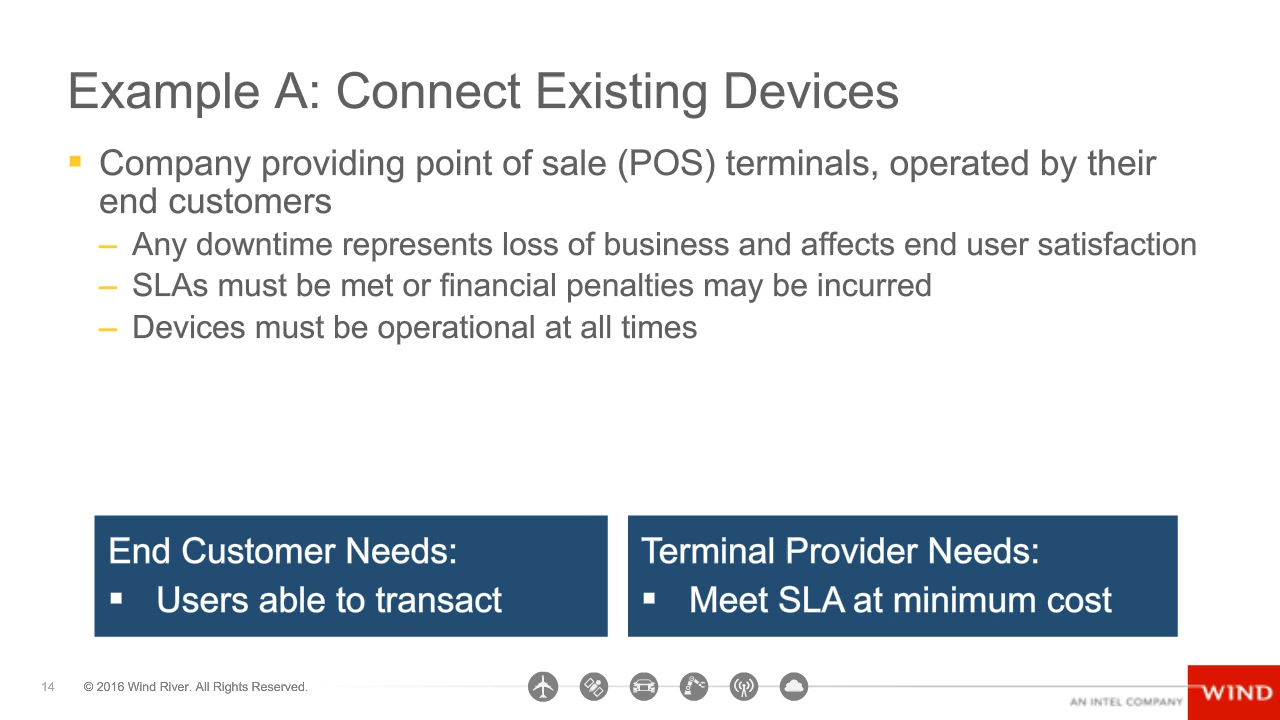 Example A: Connect Existing Devices
▪ Company providing point of sale (POS) terminals, operated by their
end customers
– Any downtime represents loss of business and affects end user satisfaction
– SLAs must be met or financial penalties may be incurred
– Devices must be operational at all times
End Customer Needs:
▪ Users able to transact
Terminal Provider Needs:
▪ Meet SLA at minimum cost
14 © 2016 Wind River. All Rights Reserved.
AN INTEL COMPANY
WIND